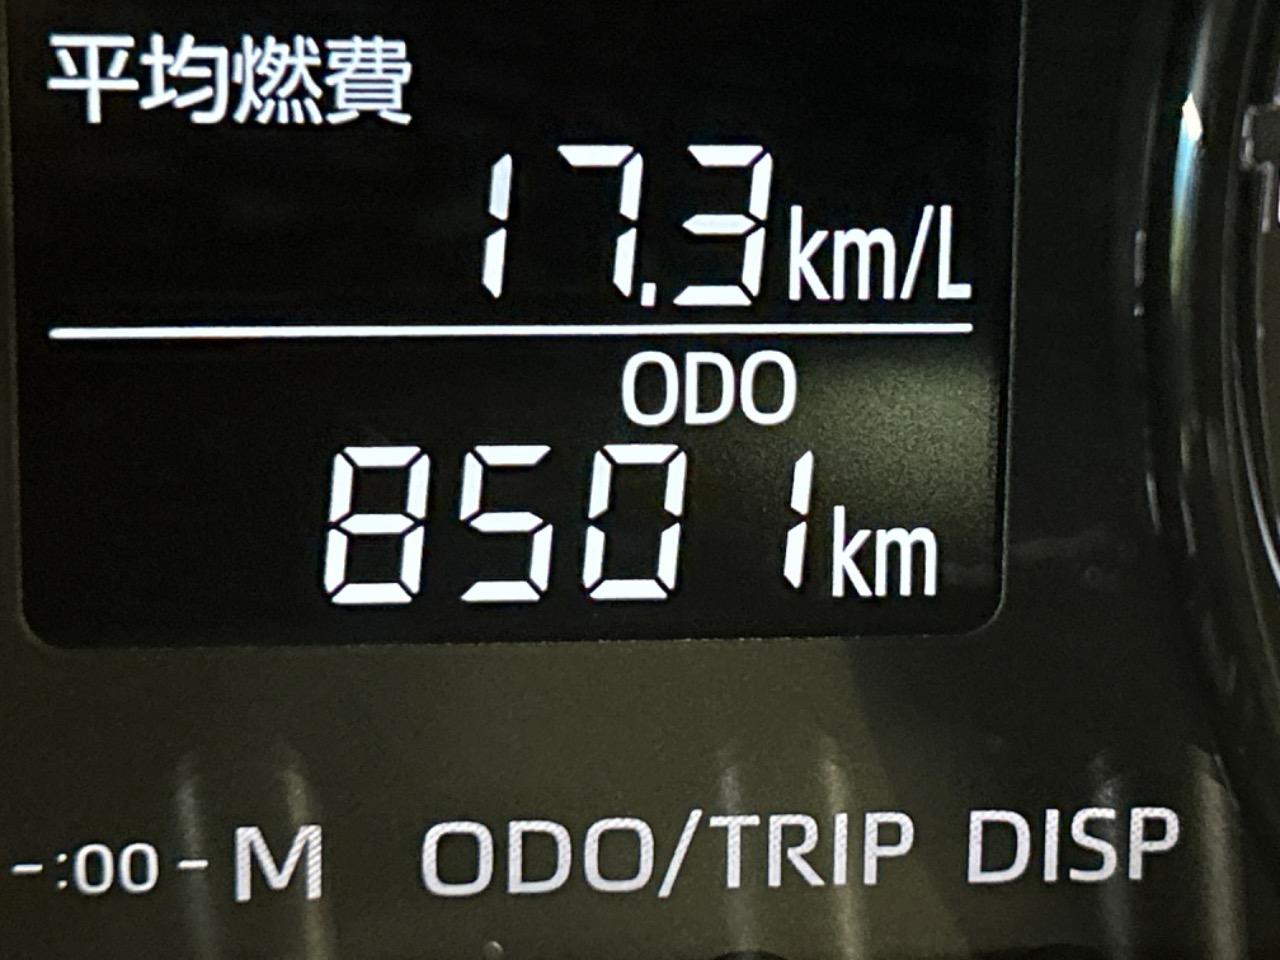 平均燃費
17.3km/L
ODO
8501km
-:00- M ODO/TRIP DISP